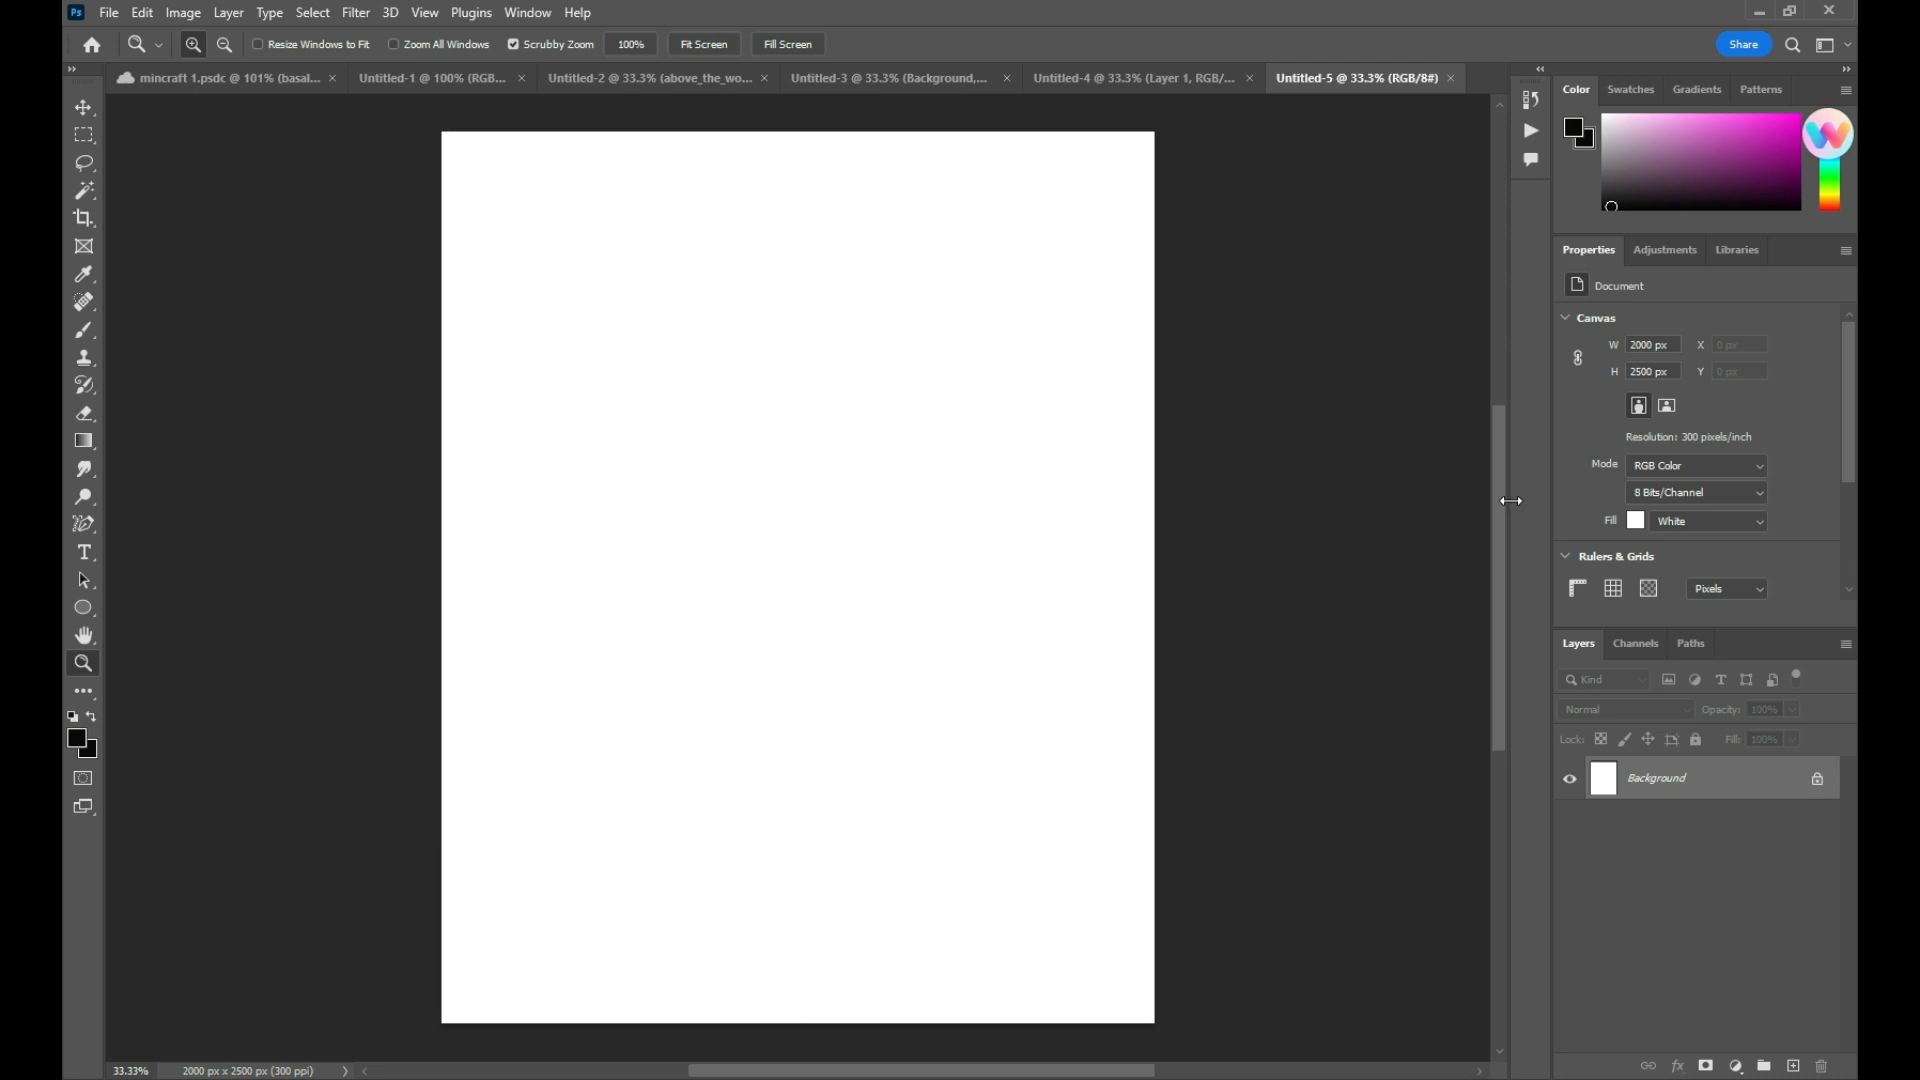 Ps File Edit Image Layer Type Select Filter 3D View Plugins Window Help
Resize Windows to Fit Zoom All Windows Scrubby Zoom 100% Fit Screen Fill Screen Share
mincraft 1.psdc @ 101% (basal... Untitled-1 @ 100% (RGB... Untitled-2 @ 33.3% (above_the_wo... Untitled-3 @ 33.3% (Background,... Untitled-4 @ 33.3% (Layer 1, RGB/... Untitled-5 @ 33.3% (RGB/8#)
Color Swatches Gradients Patterns
Properties Adjustments Libraries
Document
Canvas
W 2000 px X 0 px
H 2500 px Y 0 px
Resolution: 300 pixels/inch
Mode RGB Color
8 Bits/Channel
Fill White
Rulers & Grids
Pixels
Layers Channels Paths
Kind
Normal Opacity: 100%
Lock: Fill: 100%
Background
33.33% 2000 px x 2500 px (300 ppi)